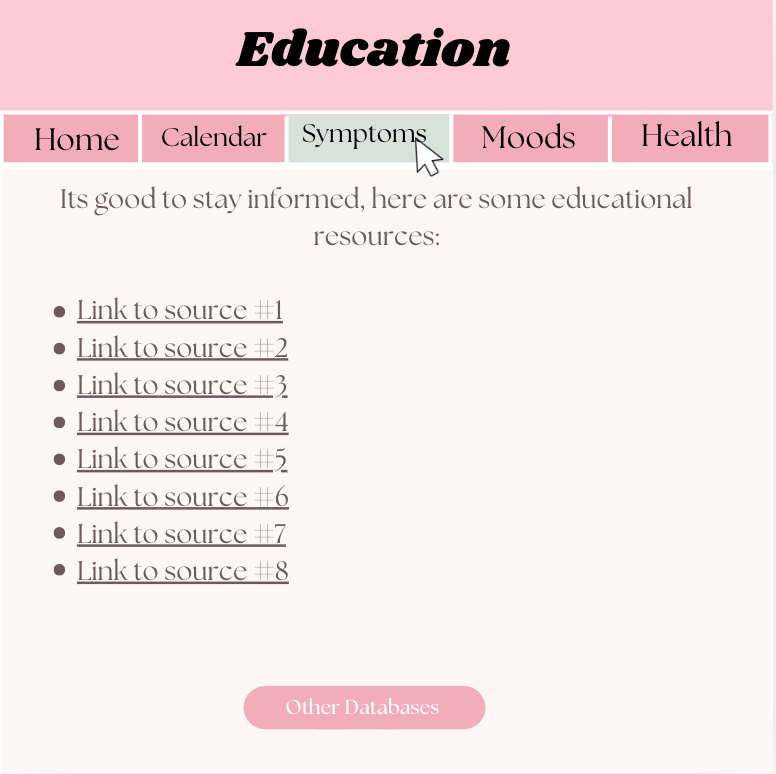 Education
Home Calendar Symptoms Moods Health
Its good to stay informed, here are some educational
resources:
Link to source #1
Link to source #2
Link to source #3
Link to source #4
Link to source #5
Link to source #6
Link to source #7
Link to source #8
Other Databases